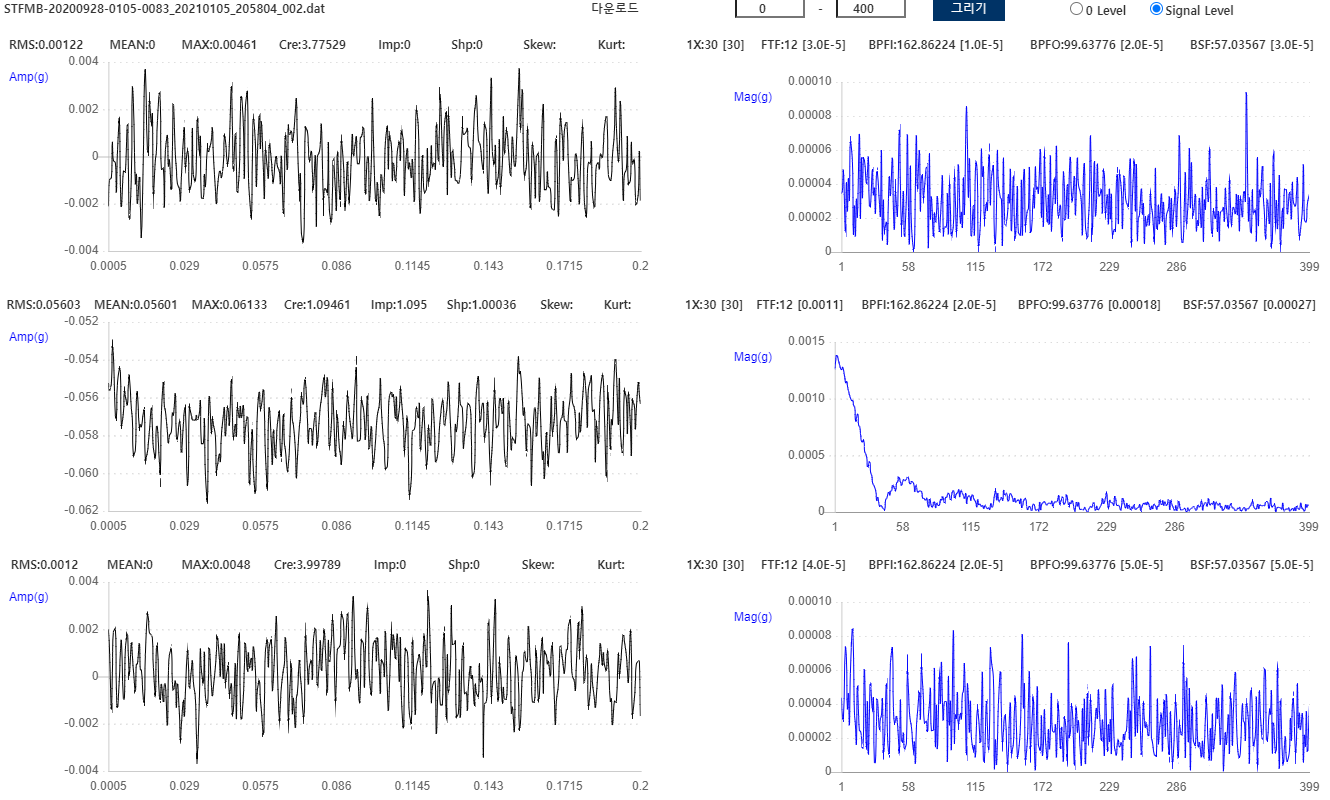 STFMB-20200928-0105-0083_20210105_205804_002.dat 다운로드 0 - 400 그리기 0 Level Signal Level
RMS:0.00122 MEAN:0 MAX:0.00461 Cre:3.77529 Imp:0 Shp:0 Skew: Kurt:
Amp(g)
0.004
0.002
0
-0.002
-0.004
0.0005 0.029 0.0575 0.086 0.1145 0.143 0.1715 0.2
1X:30 [30] FTF:12 [3.0E-5] BPFI:162.86224 [1.0E-5] BPFO:99.63776 [2.0E-5] BSF:57.03567 [3.0E-5]
Mag(g)
0.00010
0.00008
0.00006
0.00004
0.00002
0
1 58 115 172 229 286 399
RMS:0.05603 MEAN:0.05601 MAX:0.06133 Cre:1.09461 Imp:1.095 Shp:1.00036 Skew: Kurt:
Amp(g)
-0.052
-0.054
-0.056
-0.058
-0.060
-0.062
0.0005 0.029 0.0575 0.086 0.1145 0.143 0.1715 0.2
1X:30 [30] FTF:12 [0.0011] BPFI:162.86224 [2.0E-5] BPFO:99.63776 [0.00018] BSF:57.03567 [0.00027]
Mag(g)
0.0015
0.0010
0.0005
0
1 58 115 172 229 286 399
RMS:0.0012 MEAN:0 MAX:0.0048 Cre:3.99789 Imp:0 Shp:0 Skew: Kurt:
Amp(g)
0.004
0.002
0
-0.002
-0.004
0.0005 0.029 0.0575 0.086 0.1145 0.143 0.1715 0.2
1X:30 [30] FTF:12 [4.0E-5] BPFI:162.86224 [2.0E-5] BPFO:99.63776 [5.0E-5] BSF:57.03567 [5.0E-5]
Mag(g)
0.00010
0.00008
0.00006
0.00004
0.00002
0
1 58 115 172 229 286 399